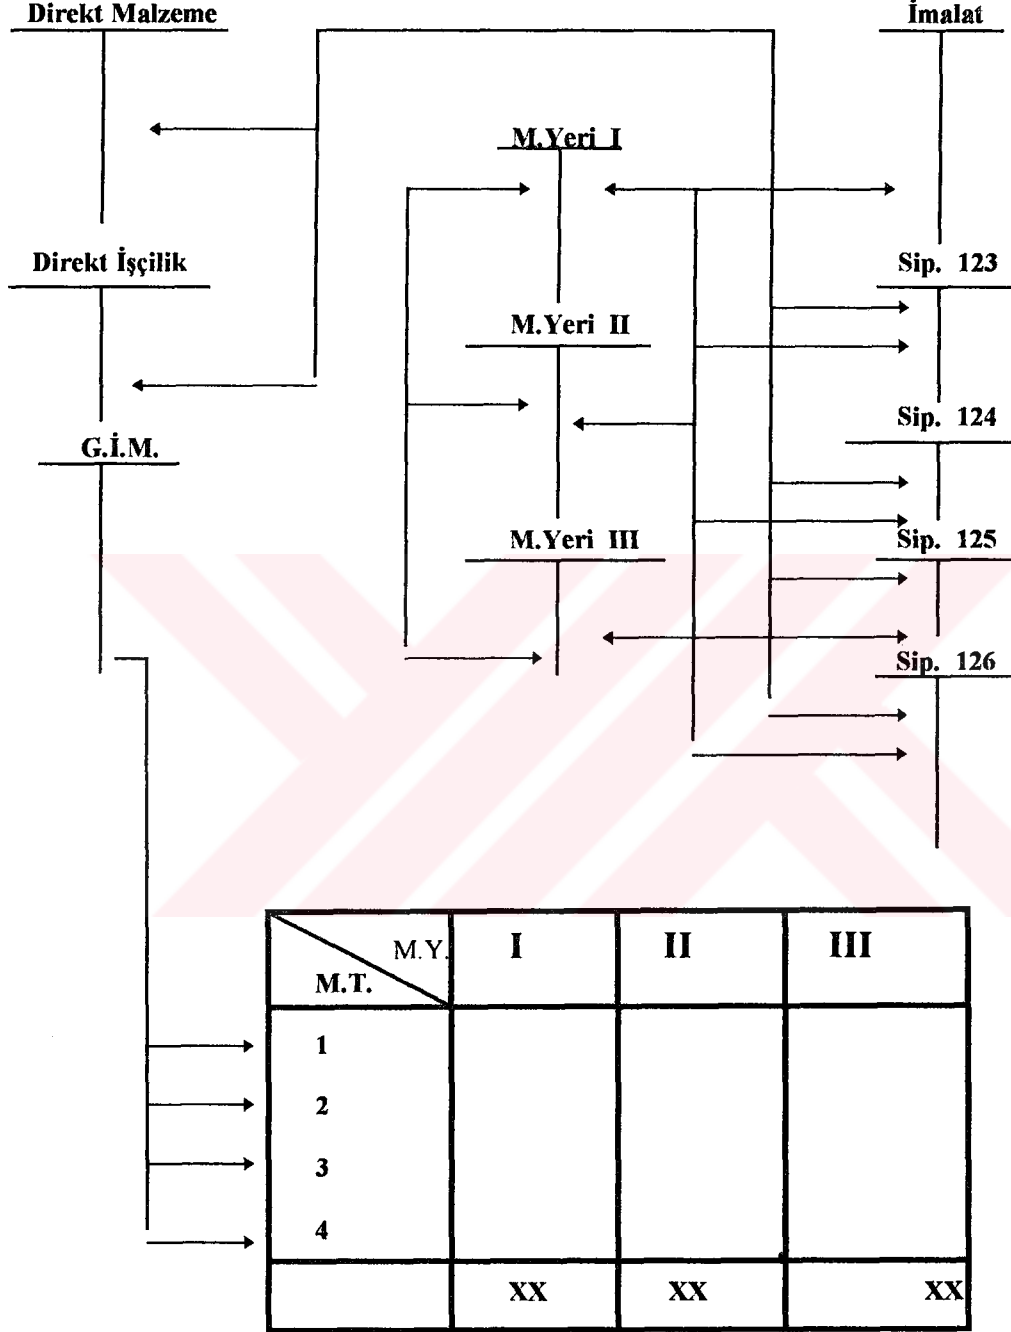 Direkt Malzeme
İmalat
M.Yeri I
Direkt İşçilik
Sip. 123
M.Yeri II
Sip. 124
G.İ.M.
M.Yeri III
Sip. 125
Sip. 126
M.Y. I II III
M.T.
1
2
3
4
XX XX XX